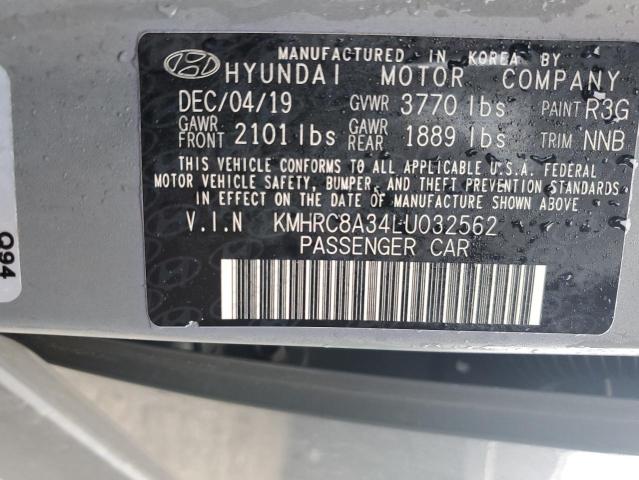 MANUFACTURED IN KOREA BY
HYUNDAI MOTOR COMPANY
DEC/04/19 GVWR 3770 lbs PAINT R3G
GAWR FRONT 2101 lbs GAWR REAR 1889 lbs TRIM NNB
THIS VEHICLE CONFORMS TO ALL APPLICABLE U.S.A. FEDERAL
MOTOR VEHICLE SAFETY, BUMPER, AND THEFT PREVENTION STANDARDS
IN EFFECT ON THE DATE OF MANUFACTURE SHOWN ABOVE.
V.I.N KMHRC8A34LU032562
PASSENGER CAR
Q94